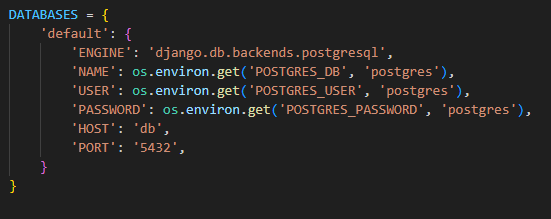 DATABASES = {
    'default': {
        'ENGINE': 'django.db.backends.postgresql',
        'NAME': os.environ.get('POSTGRES_DB', 'postgres'),
        'USER': os.environ.get('POSTGRES_USER', 'postgres'),
        'PASSWORD': os.environ.get('POSTGRES_PASSWORD', 'postgres'),
        'HOST': 'db',
        'PORT': '5432',
    }
}